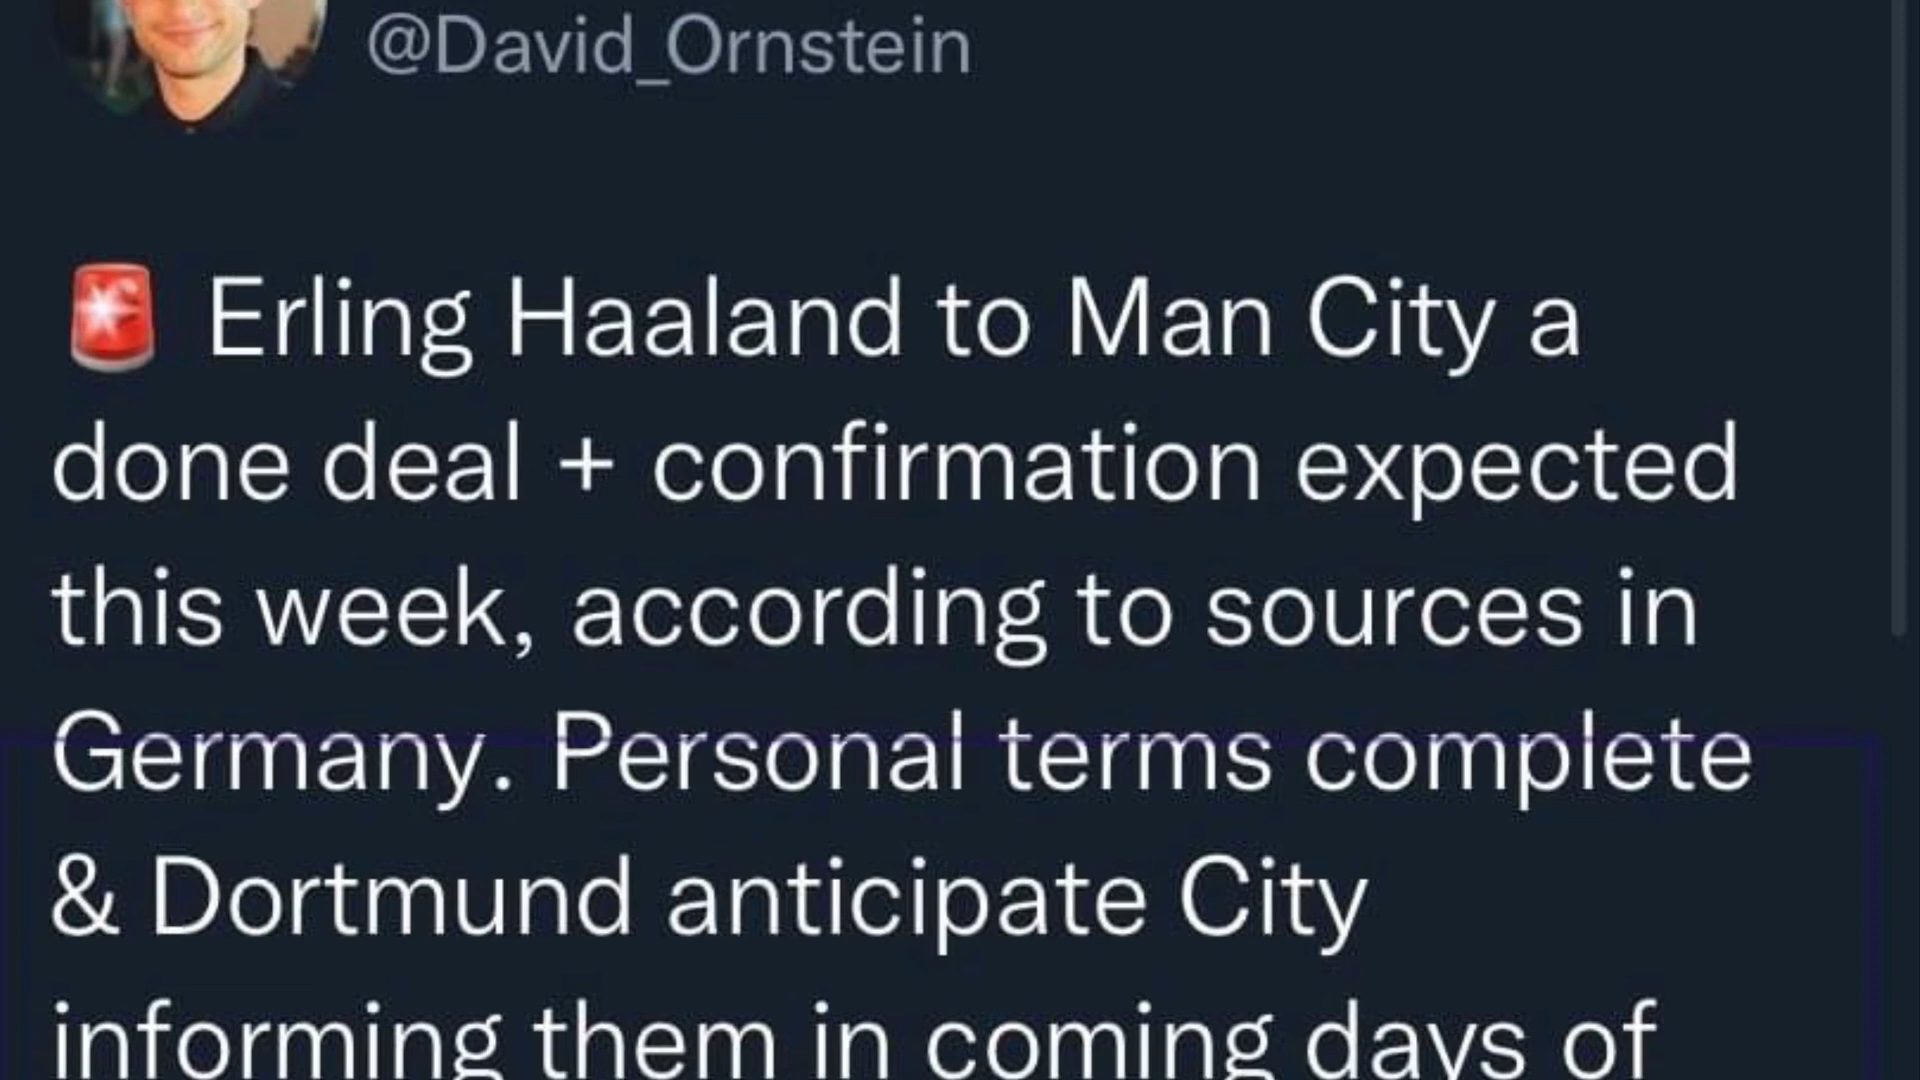 @David_Ornstein
🚨 Erling Haaland to Man City a
done deal + confirmation expected
this week, according to sources in
Germany. Personal terms complete
& Dortmund anticipate City
informing them in coming days of